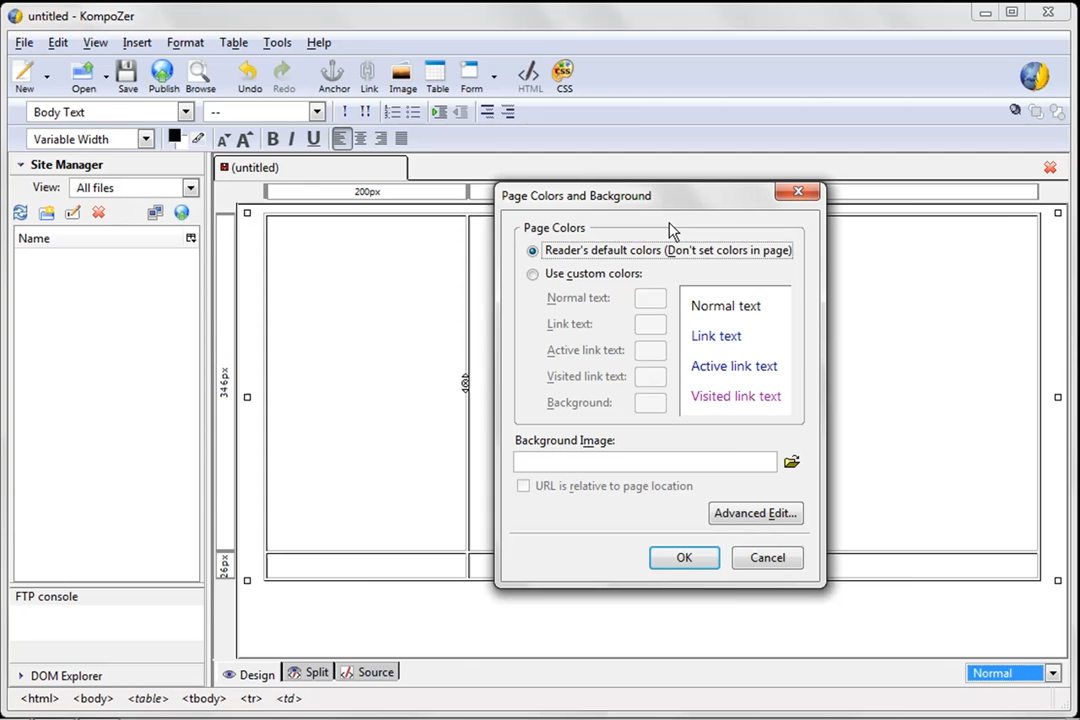 untitled - KompoZer
File Edit View Insert Format Table Tools Help
New Open Save Publish Browse Undo Redo Anchor Link Image Table Form HTML CSS
Body Text --
Variable Width
Site Manager
(untitled)
View: All files
200px
Name
346px
26px
Page Colors and Background
Page Colors
Reader's default colors (Don't set colors in page)
Use custom colors:
Normal text:
Link text:
Active link text:
Visited link text:
Background:
Normal text
Link text
Active link text
Visited link text
Background Image:
URL is relative to page location
Advanced Edit...
OK Cancel
FTP console
DOM Explorer
Design Split Source
Normal
<html> <body> <table> <tbody> <tr> <td>